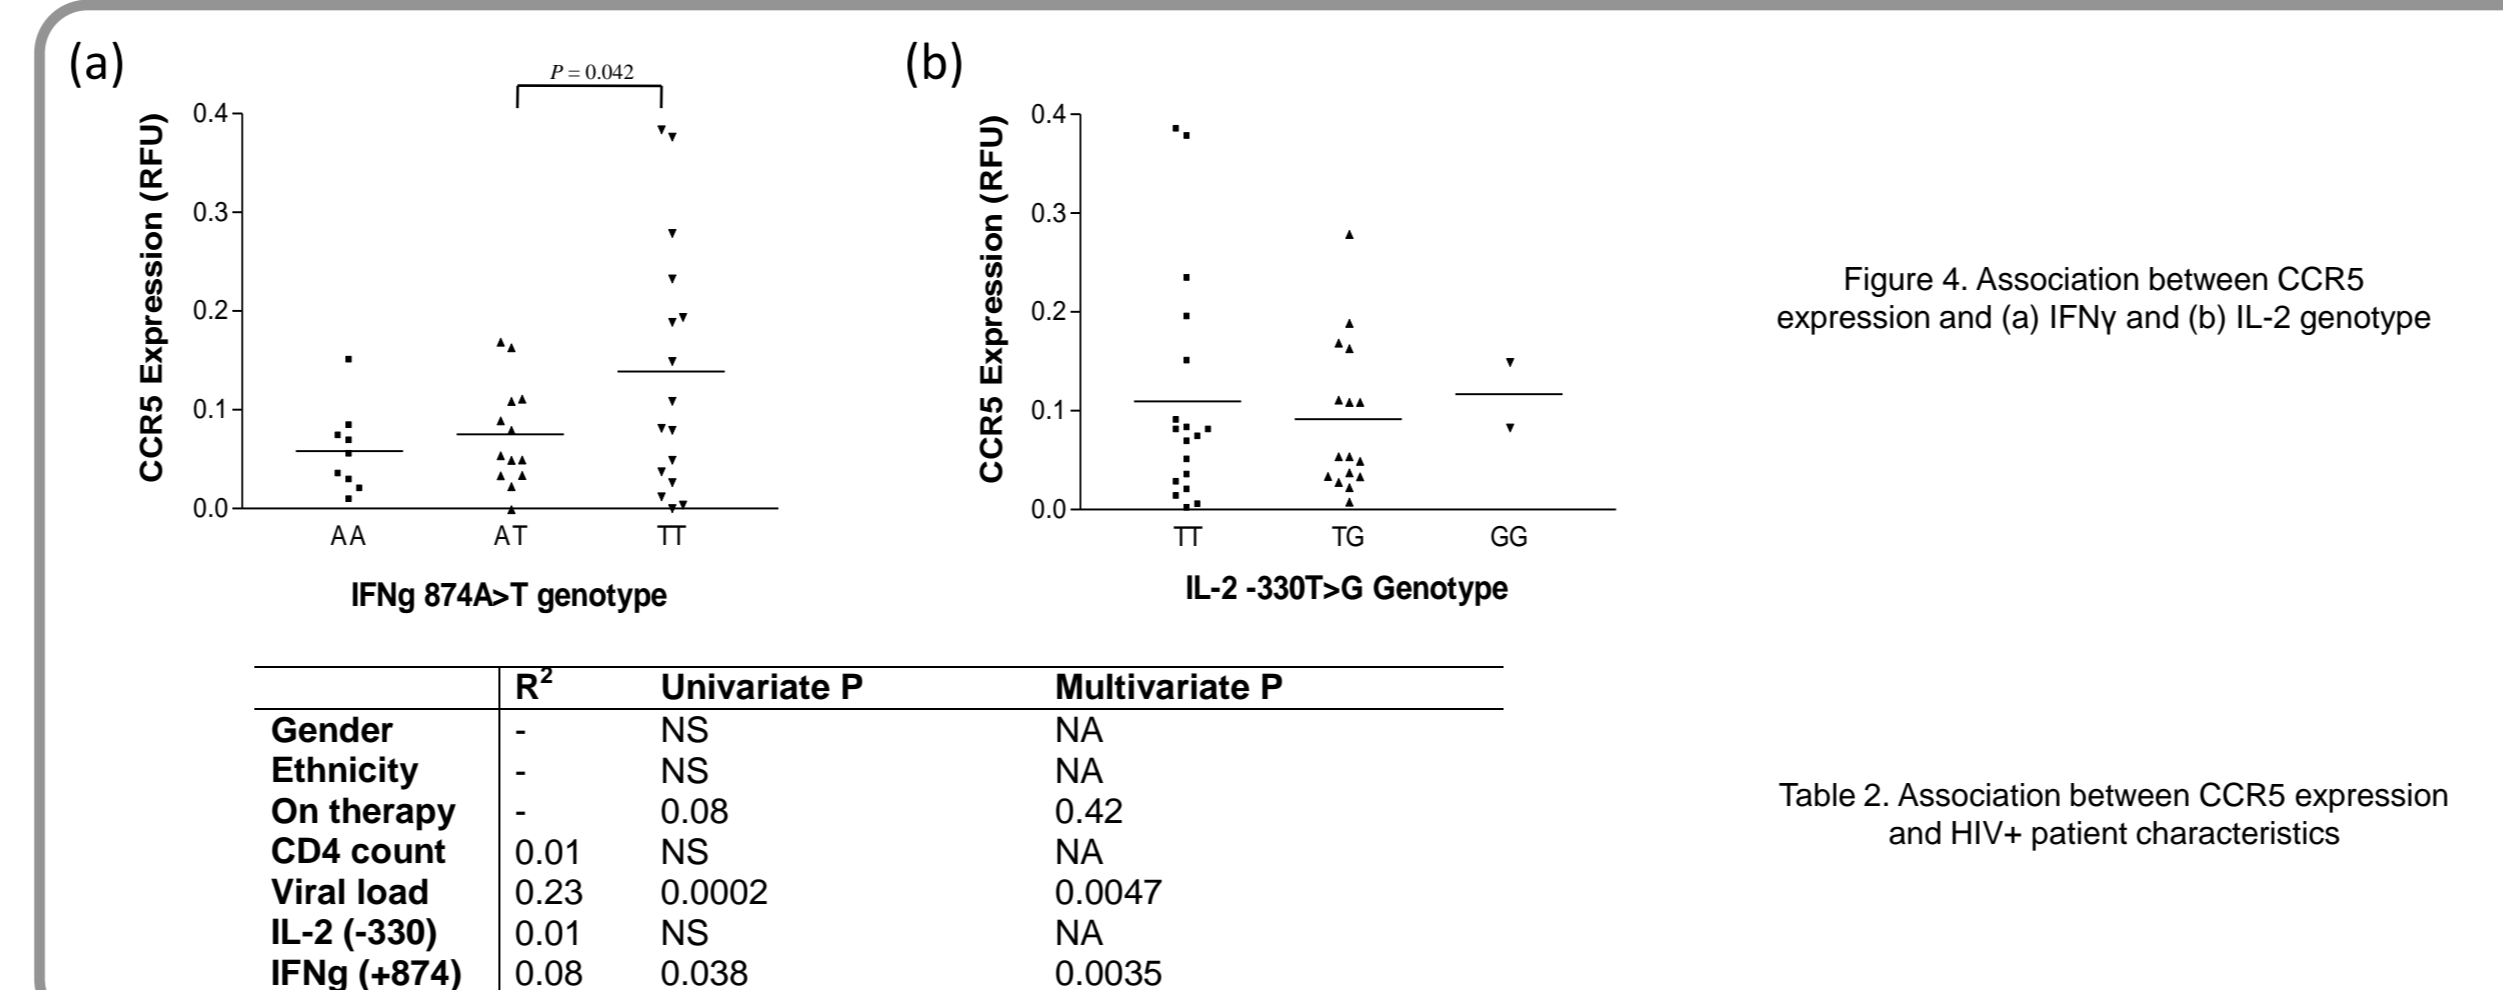 (a)
P = 0.042
CCR5 Expression (RFU)
0.4
0.3
0.2
0.1
0.0
AA AT TT
IFNg 874A>T genotype
(b)
CCR5 Expression (RFU)
0.4
0.3
0.2
0.1
0.0
TT TG GG
IL-2 -330T>G Genotype
Figure 4. Association between CCR5
expression and (a) IFNγ and (b) IL-2 genotype
R² Univariate P Multivariate P
Gender - NS NA
Ethnicity - NS NA
On therapy - 0.08 0.42
CD4 count 0.01 NS NA
Viral load 0.23 0.0002 0.0047
IL-2 (-330) 0.01 NS NA
IFNg (+874) 0.08 0.038 0.0035
Table 2. Association between CCR5 expression
and HIV+ patient characteristics